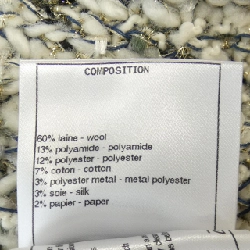 COMPOSITION
60% laine - wool
13% polyamide - polyamide
12% polyester - polyester
7% coton - cotton
3% polyester metal - metal polyester
3% soie - silk
2% papier - paper